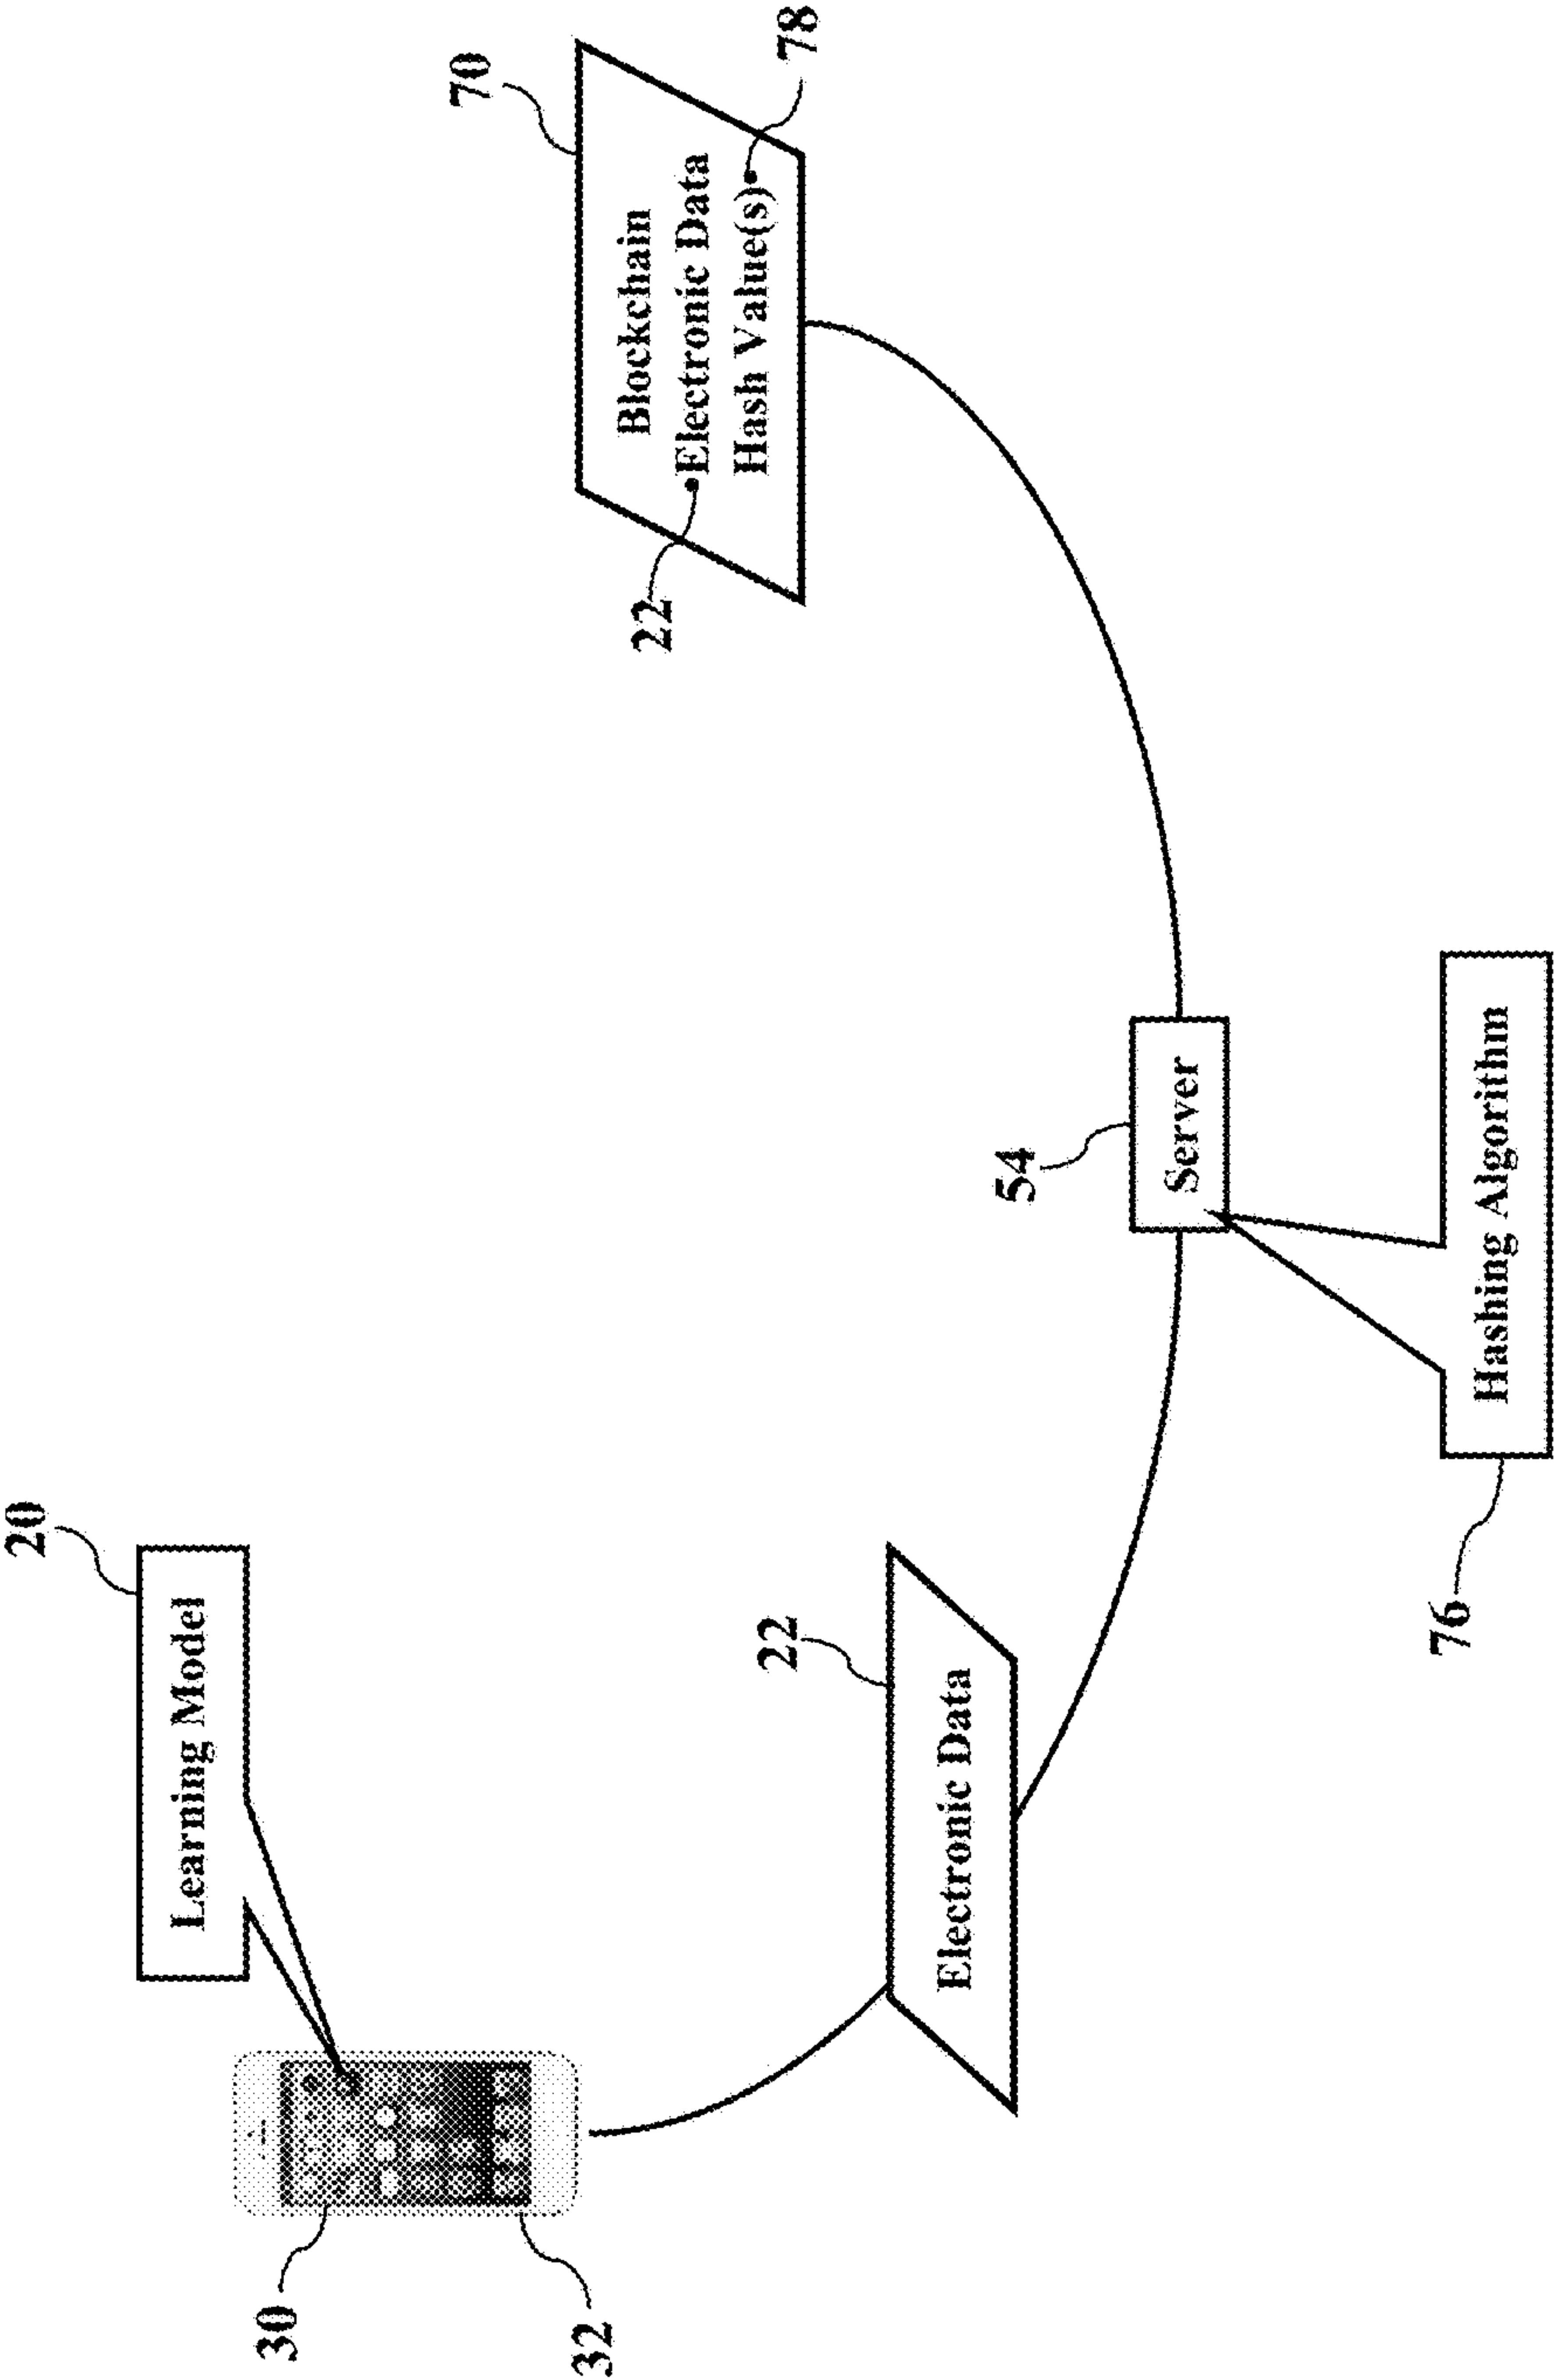 20
Learning Model
30
32
22
Electronic Data
54
Server
76
Hashing Algorithm
70
Blockchain
22
Electronic Data
Hash Value(s)
78